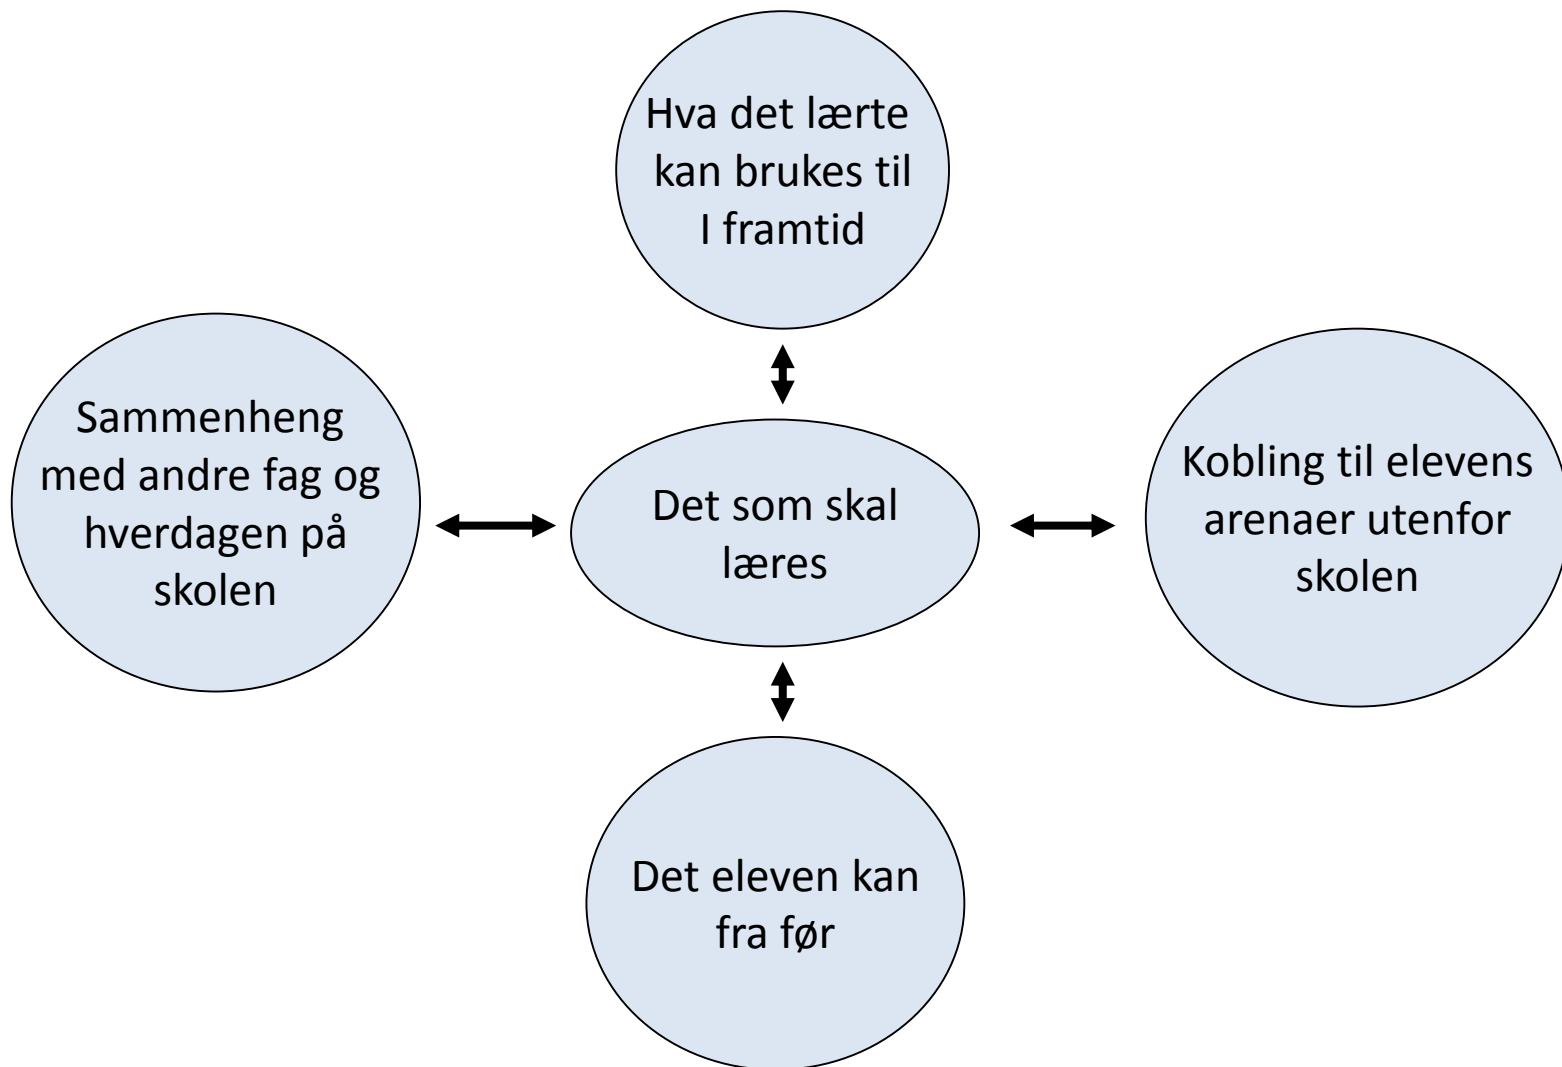 Hva det lærte
kan brukes til
I framtid
Sammenheng
med andre fag og
hverdagen på
skolen
Det som skal
læres
Kobling til elevens
arenaer utenfor
skolen
Det eleven kan
fra før